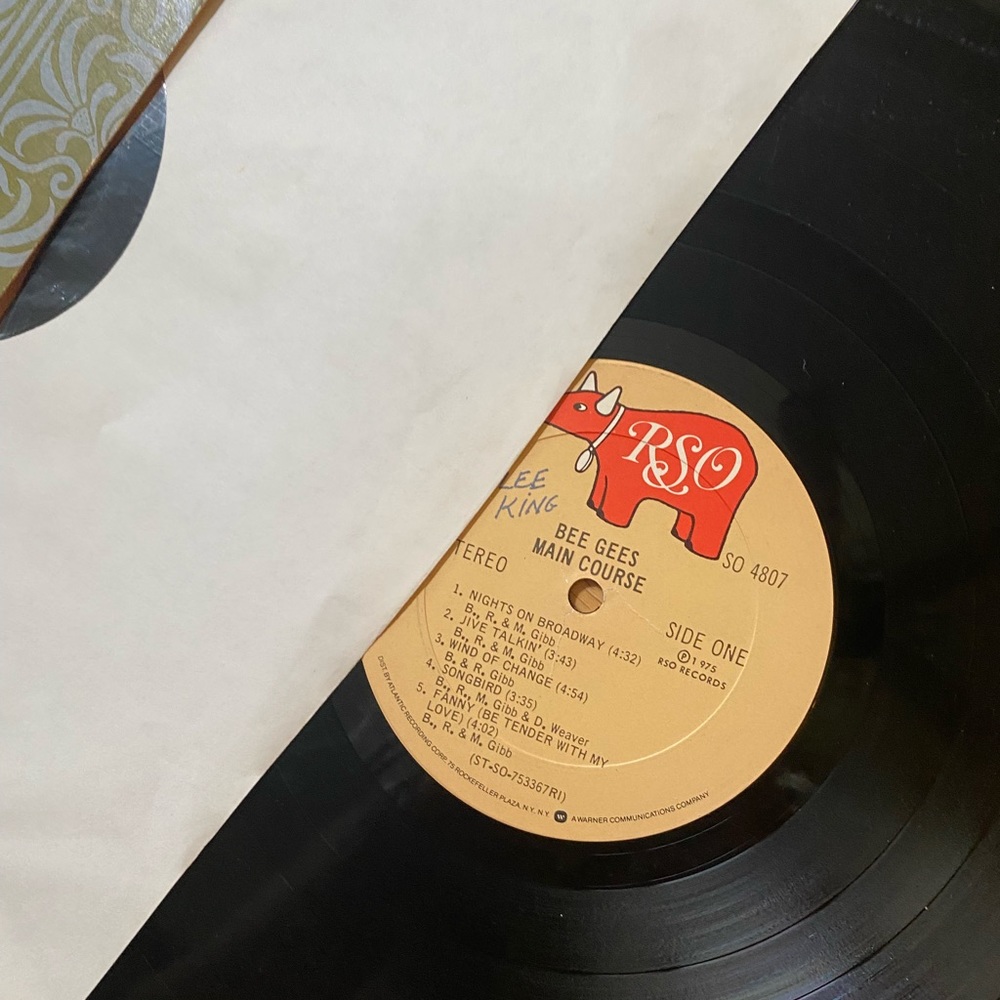 RSO
LEE
KING
BEE GEES
MAIN COURSE
TEREO
SO 4807
SIDE ONE
℗ 1975
RSO RECORDS
1. NIGHTS ON BROADWAY (4:32)
B., R. & M. Gibb
2. JIVE TALKIN' (3:43)
B., R. & M. Gibb
3. WIND OF CHANGE (4:54)
B. & R. Gibb
4. SONGBIRD (3:35)
B., R., M. Gibb & D. Weaver
5. FANNY (BE TENDER WITH MY
LOVE) (4:02)
B., R. & M. Gibb
(ST-SO-753367RI)
DIST. BY ATLANTIC RECORDING CORP., 75 ROCKEFELLER PLAZA, N.Y., N.Y. W A WARNER COMMUNICATIONS COMPANY